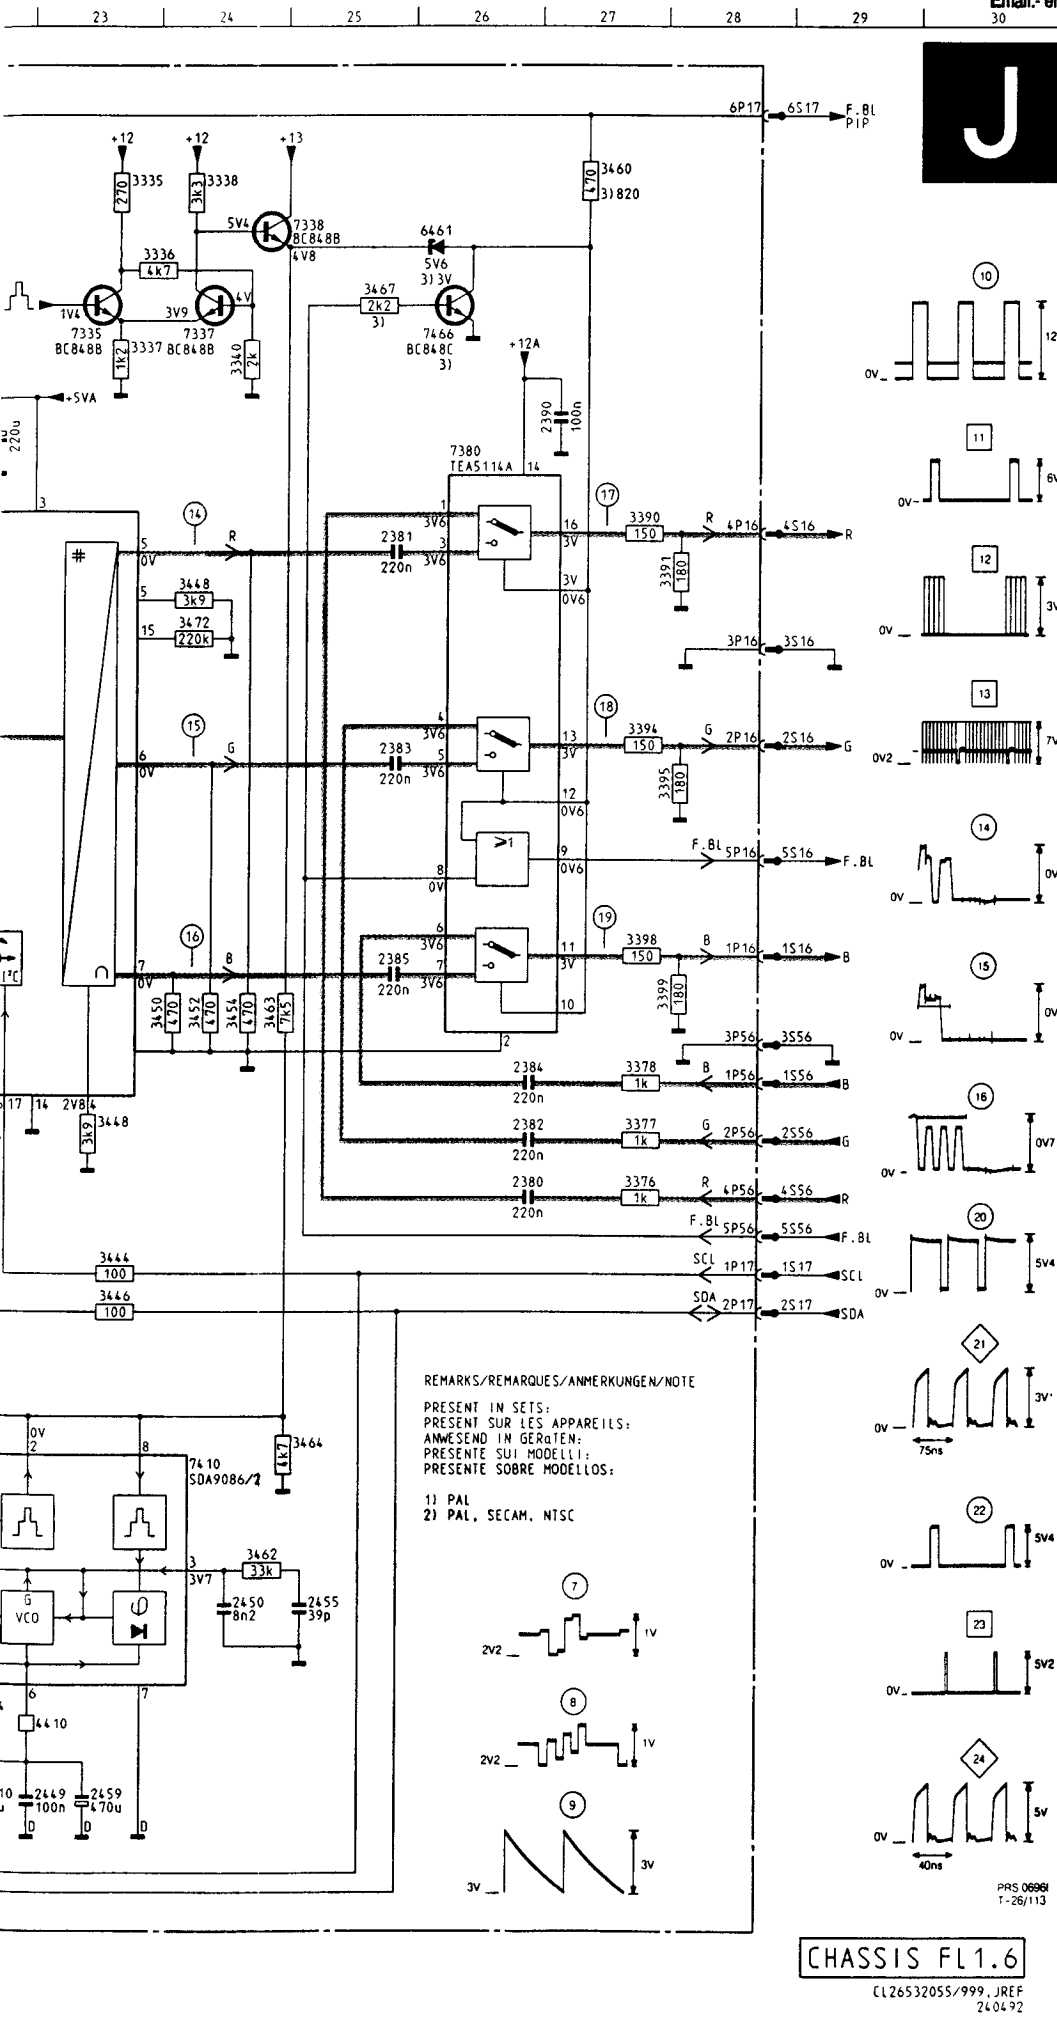 Email:- e
23 24 25 26 27 28 29 30
J
6P17 6S17 F.BL
PIP
+12 +12 +13
270 3335
3k3 3338
470 3460
3)820
5V4 7338
BC848B
4V8
6461
5V6
3)3V
3336
4k7
3467
2k2
3)
1V4 3V9 4V
7335
BC848B
1k2 3337
7337
BC848B
3340 2k
7466
BC848C
3)
+12A
2390 100n
+5VA
220u
3
7380
TEA5114A 14
14 R
5
0V
2381
220n
1
3V6
3
3V6
16
3V
17
3390
150
R 4P16 4S16 R
3391 180
3V
0V6
5 3448
3k9
15 3472
220k
3P16 3S16
15 G
6
0V
2383
220n
4
3V6
5
3V6
13
3V
18
3394
150
G 2P16 2S16 G
3395 180
12
0V6
≥1
8
0V
9
0V6
F.BL 5P16 5S16 F.BL
16 B
7
0V
2385
220n
6
3V6
7
3V6
11
3V
19
3398
150
B 1P16 1S16 B
3399 180
10
I²C
3450 470
3452 470
3454 470
3463 7k5
2
3P56 3S56
2384
220n
3378
1k
B 1P56 1S56 B
17 14 2V8 4
3k9 3448
2382
220n
3377
1k
G 2P56 2S56 G
2380
220n
3376
1k
R 4P56 4S56 R
F.BL 5P56 5S56 F.BL
3444
100
SCL 1P17 1S17 SCL
3446
100
SDA 2P17 2S17 SDA
REMARKS/REMARQUES/ANMERKUNGEN/NOTE
PRESENT IN SETS:
PRESENT SUR LES APPAREILS:
ANWESEND IN GERaTEN:
PRESENTE SUI MODELLI:
PRESENTE SOBRE MODELLOS:
1) PAL
2) PAL, SECAM, NTSC
0V
2 8
7410
SDA9086/2
4k7 3464
3
3V7
3462
33k
2450
8n2
2455
39p
G
VCO
φ
6 7
4410
2449
100n
2459
470u
D D D
7
2V2 1V
8
2V2 1V
9
3V 3V
10
0V 12
11
0V 6V
12
0V 3V
13
0V2 7V
14
0V 0V
15
0V 0V
16
0V 0V7
20
0V 5V4
21
0V 3V
75ns
22
0V 5V4
23
0V 5V2
24
0V 5V
40ns
PRS 0696
T-26/113
CHASSIS FL1.6
CL26532055/999.JREF
240492